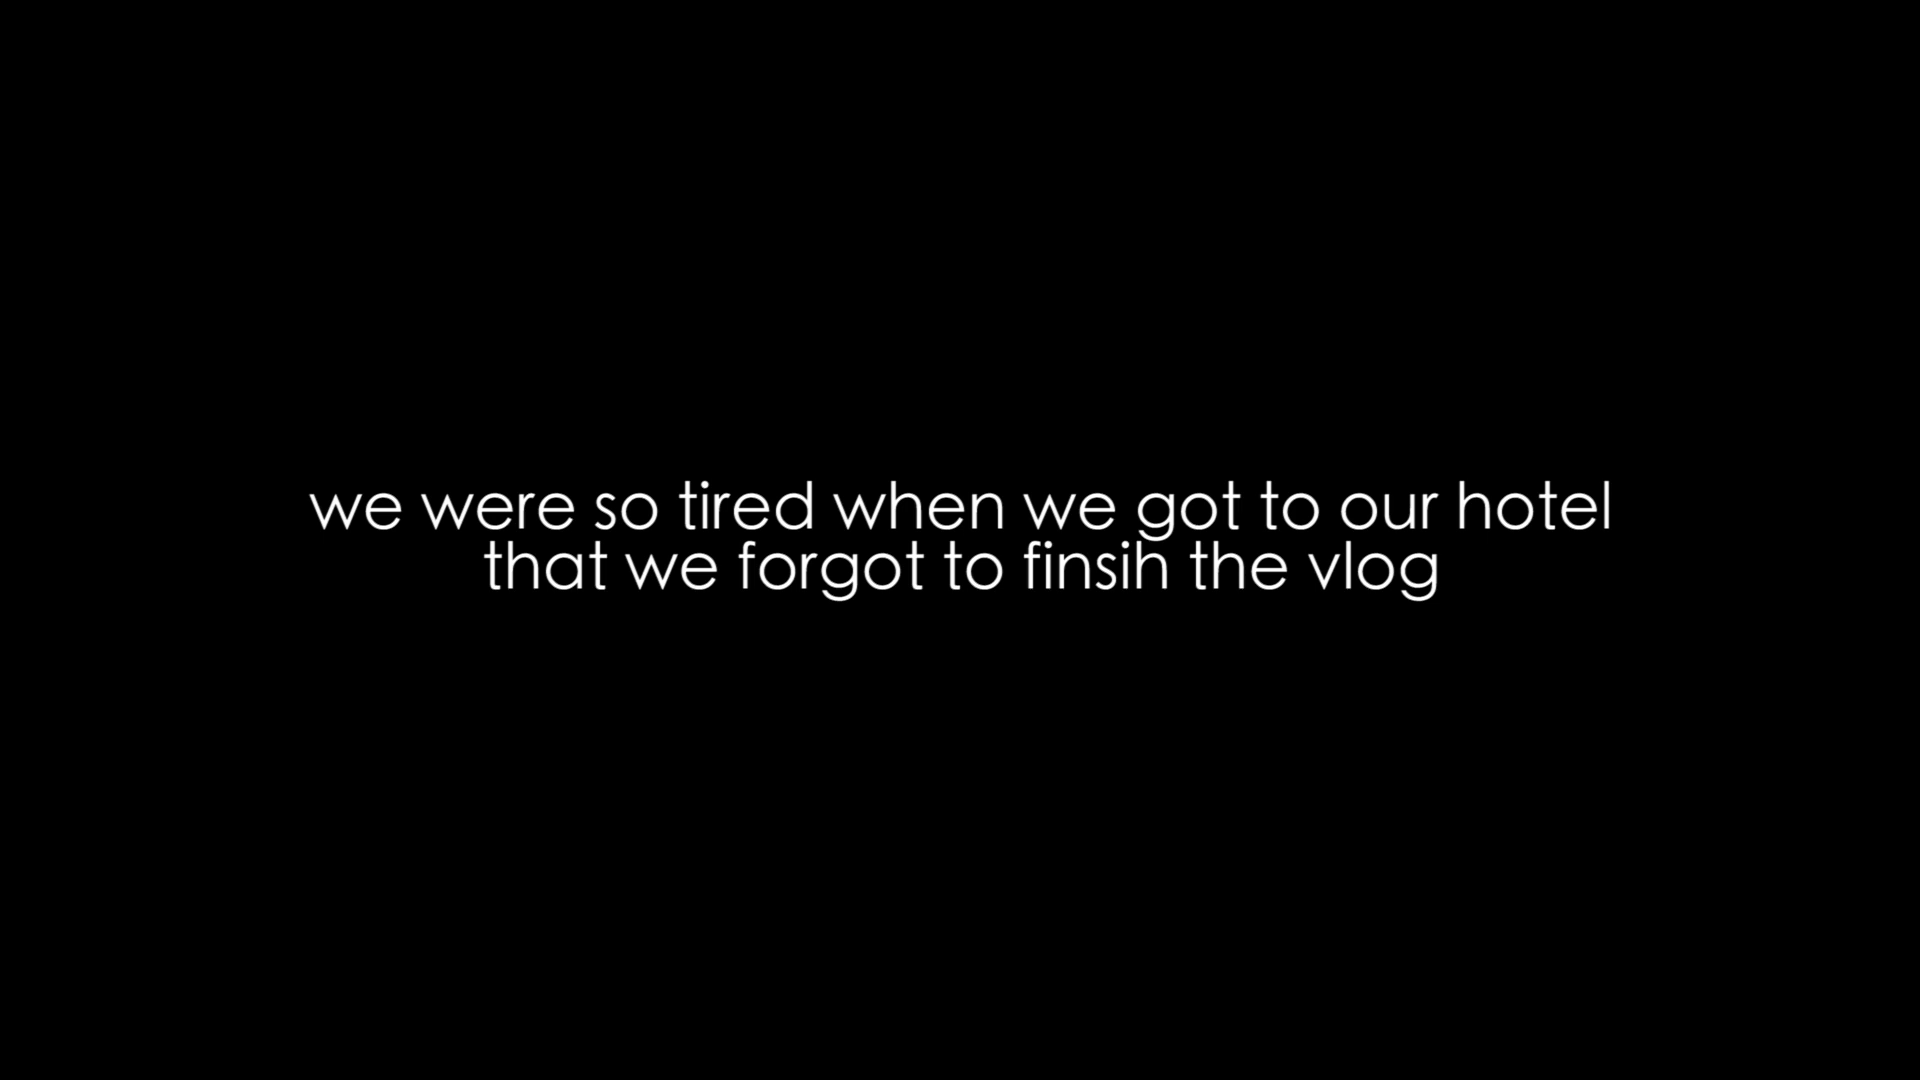 we were so tired when we got to our hotel
that we forgot to finsih the vlog